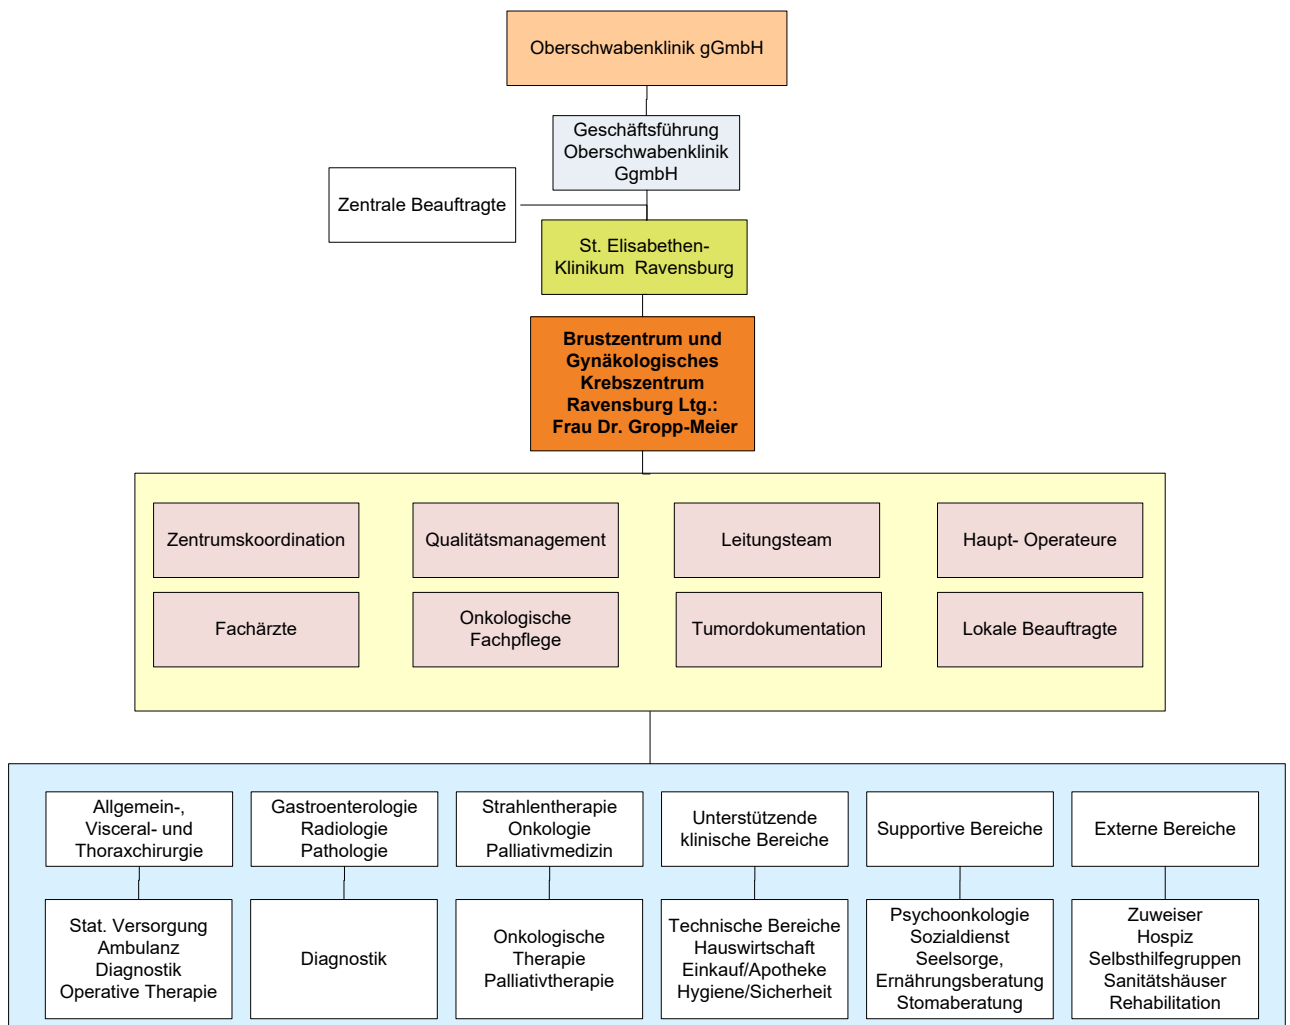 Oberschwabenklinik gGmbH
Geschäftsführung
Oberschwabenklinik
GgmbH
Zentrale Beauftragte
St. Elisabethen-
Klinikum  Ravensburg
Brustzentrum und
Gynäkologisches
Krebszentrum
Ravensburg Ltg.:
Frau Dr. Gropp-Meier
Zentrumskoordination
Qualitätsmanagement
Leitungsteam
Haupt- Operateure
Fachärzte
Onkologische
Fachpflege
Tumordokumentation
Lokale Beauftragte
Allgemein-,
Visceral- und
Thoraxchirurgie
Gastroenterologie
Radiologie
Pathologie
Strahlentherapie
Onkologie
Palliativmedizin
Unterstützende
klinische Bereiche
Supportive Bereiche
Externe Bereiche
Stat. Versorgung
Ambulanz
Diagnostik
Operative Therapie
Diagnostik
Onkologische
Therapie
Palliativtherapie
Technische Bereiche
Hauswirtschaft
Einkauf/Apotheke
Hygiene/Sicherheit
Psychoonkologie
Sozialdienst
Seelsorge,
Ernährungsberatung
Stomaberatung
Zuweiser
Hospiz
Selbsthilfegruppen
Sanitätshäuser
Rehabilitation